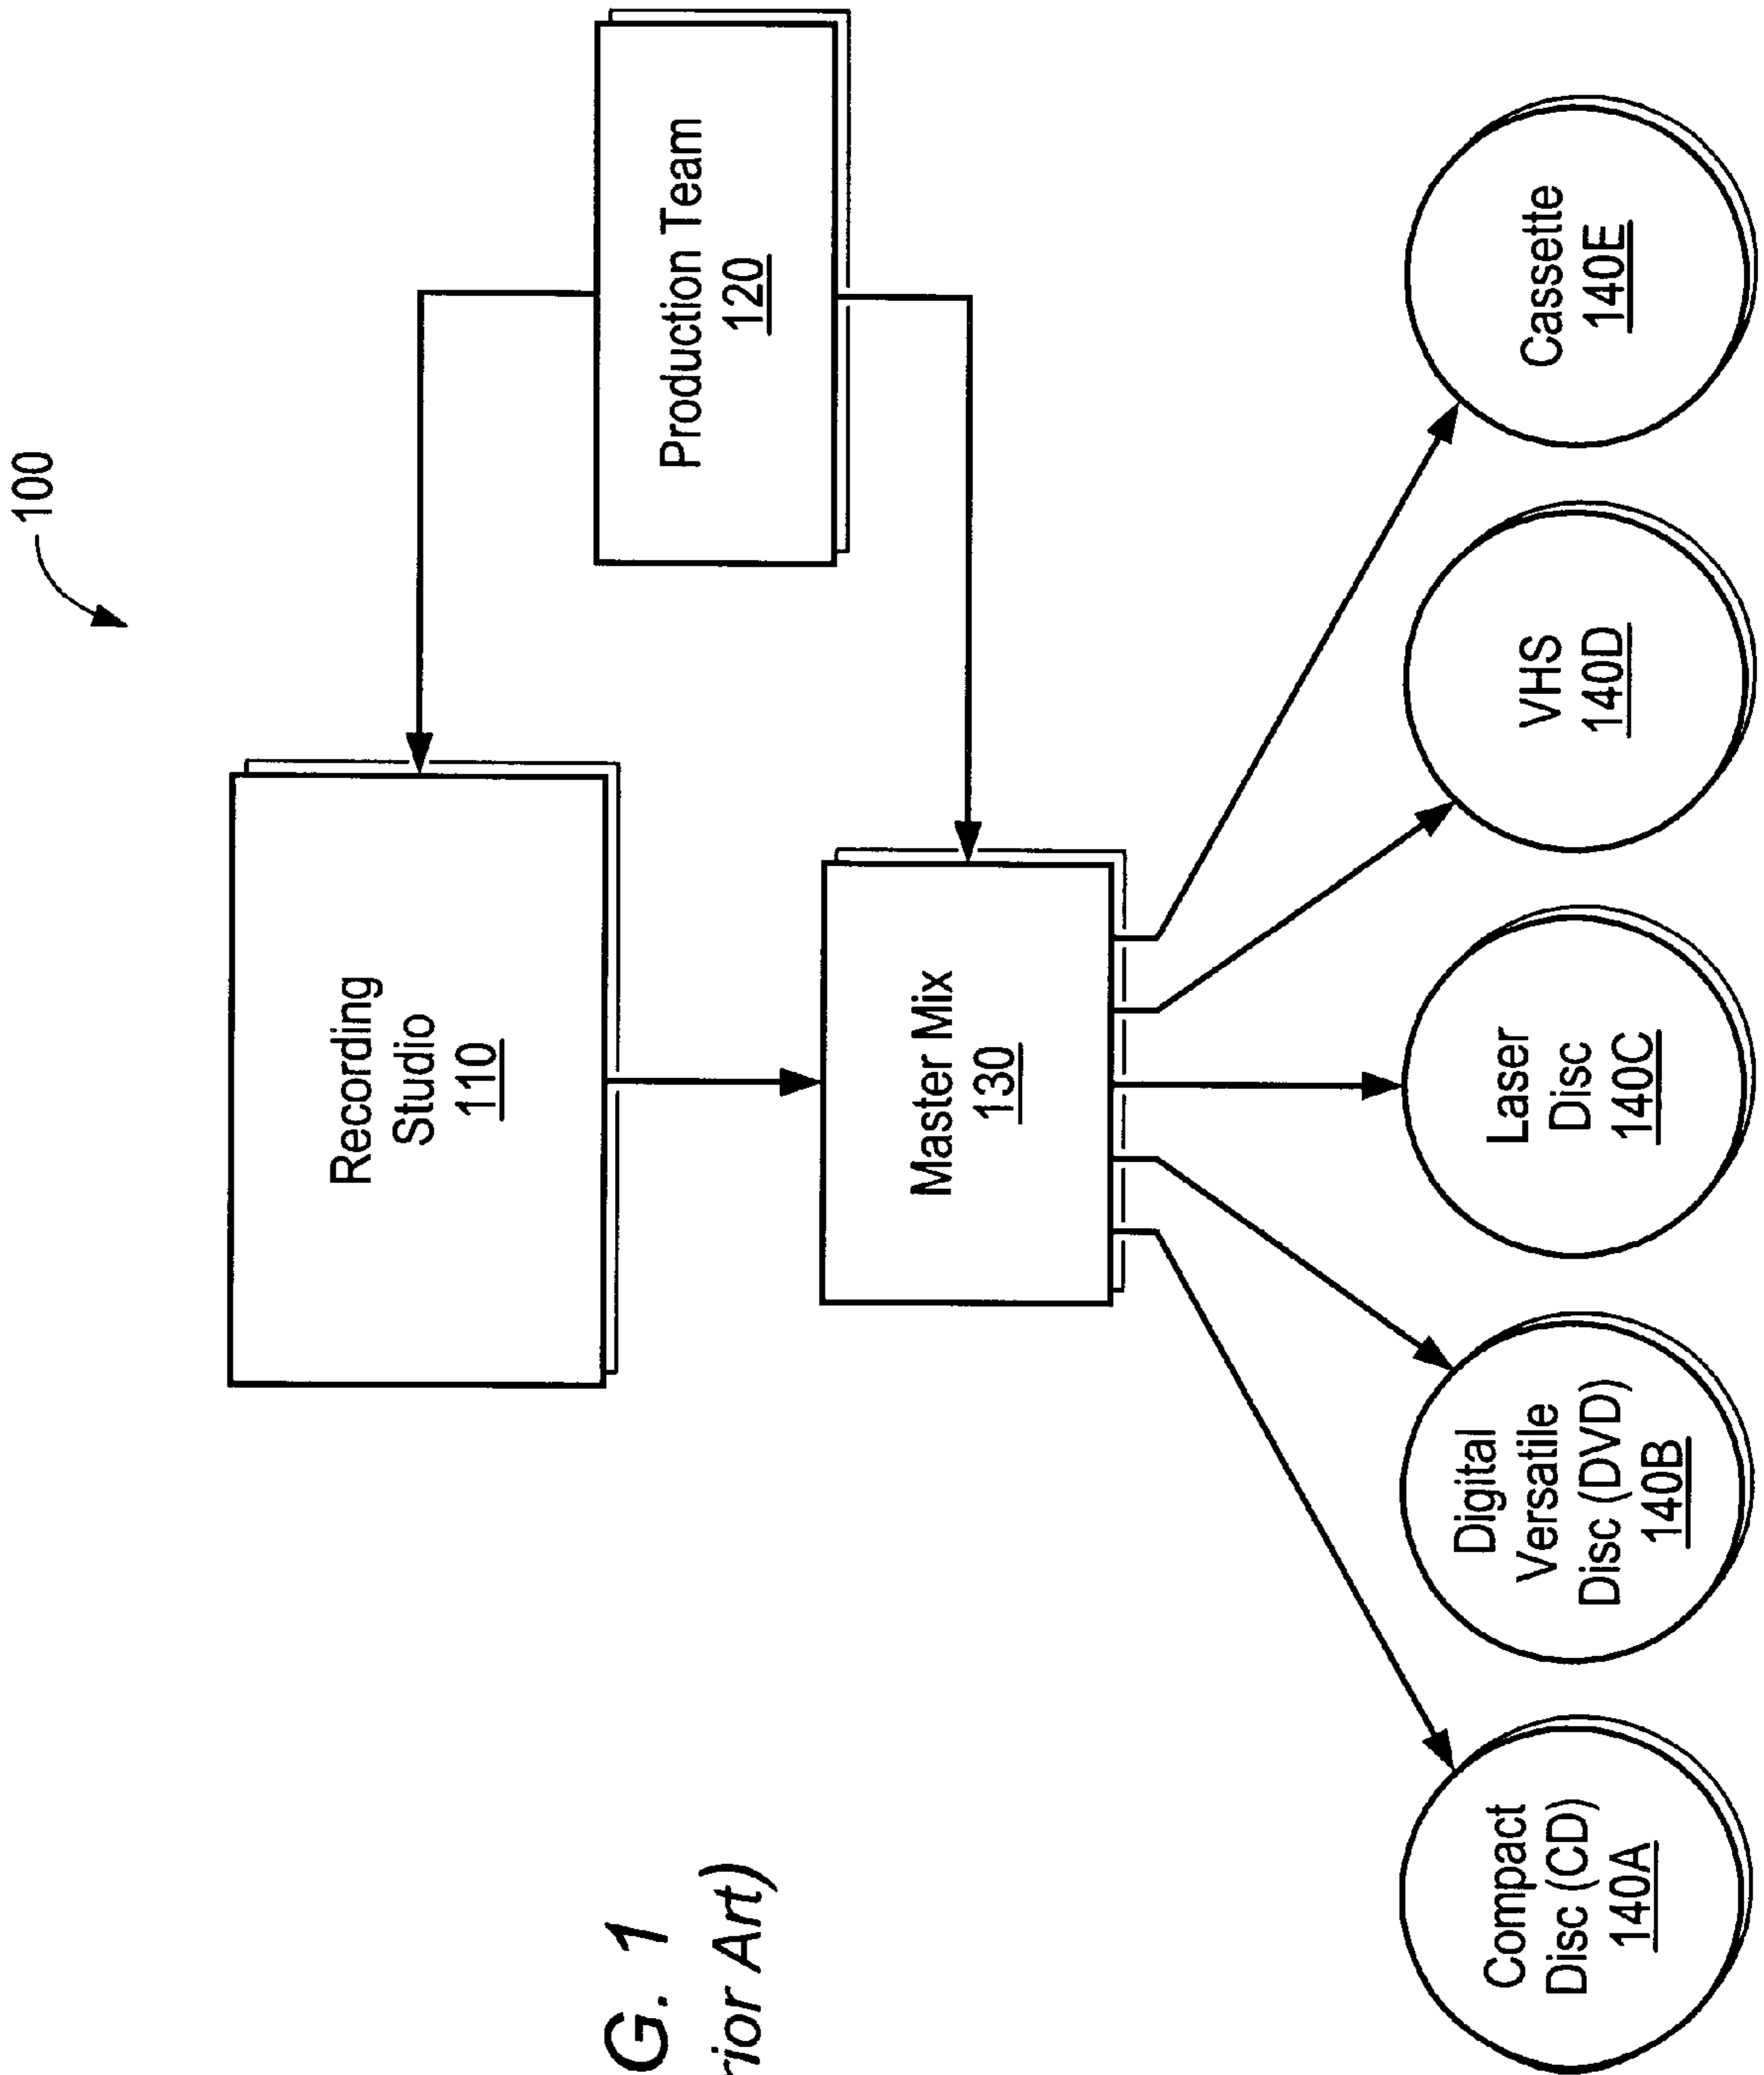 100
Recording
Studio
110
Production Team
120
Master Mix
130
Compact
Disc (CD)
140A
Digital
Versatile
Disc (DVD)
140B
Laser
Disc
140C
VHS
140D
Cassette
140E
G. 1
rior Art)